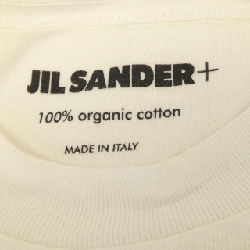 JIL SANDER+
100% organic cotton
MADE IN ITALY